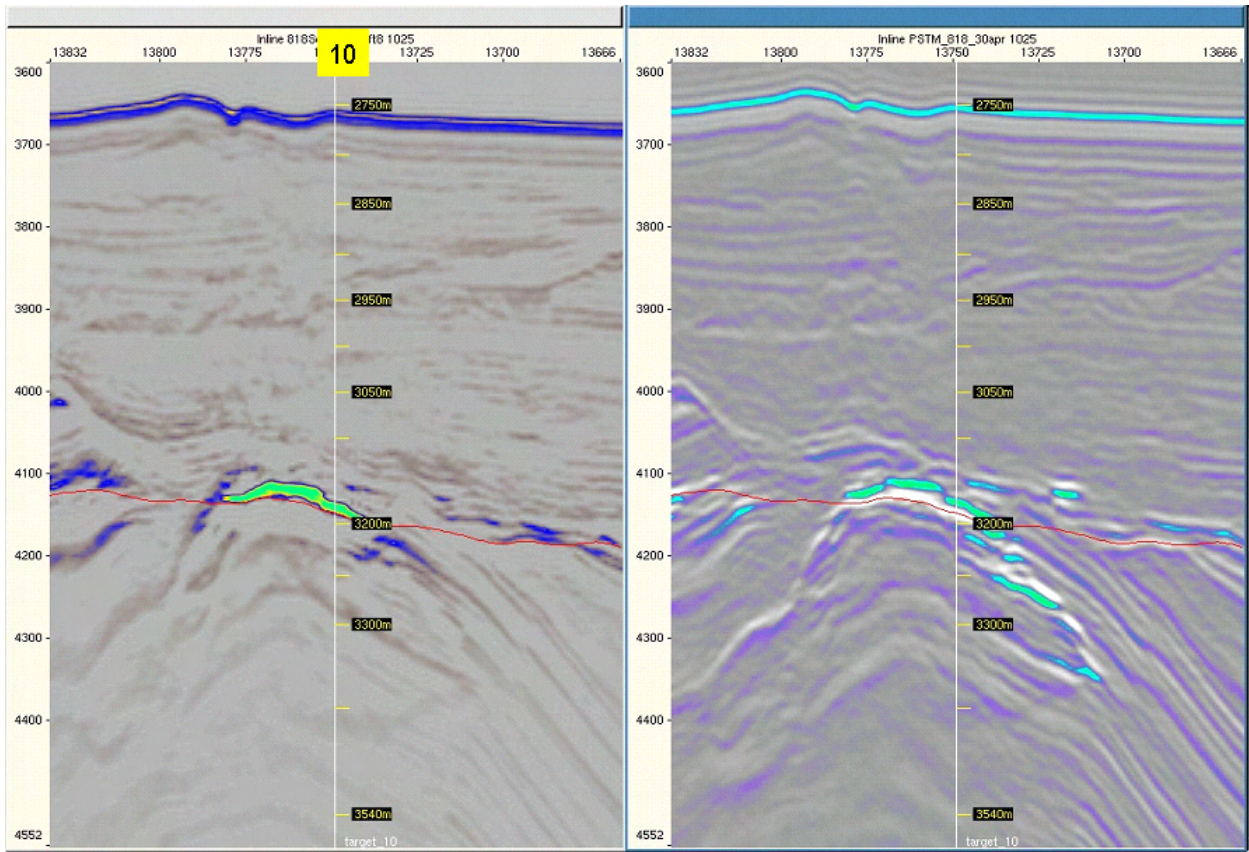 Inline 818S ft8 1025
13832 13800 13775 13725 13700 13666
10
3600
3700
3800
3900
4000
4100
4200
4300
4400
4552
2750m
2850m
2950m
3050m
3200m
3300m
3540m
target_10
Inline PSTM_818_30apr 1025
13832 13800 13775 13750 13725 13700 13666
3600
3700
3800
3900
4000
4100
4200
4300
4400
4552
2750m
2850m
2950m
3050m
3200m
3300m
3540m
target_10